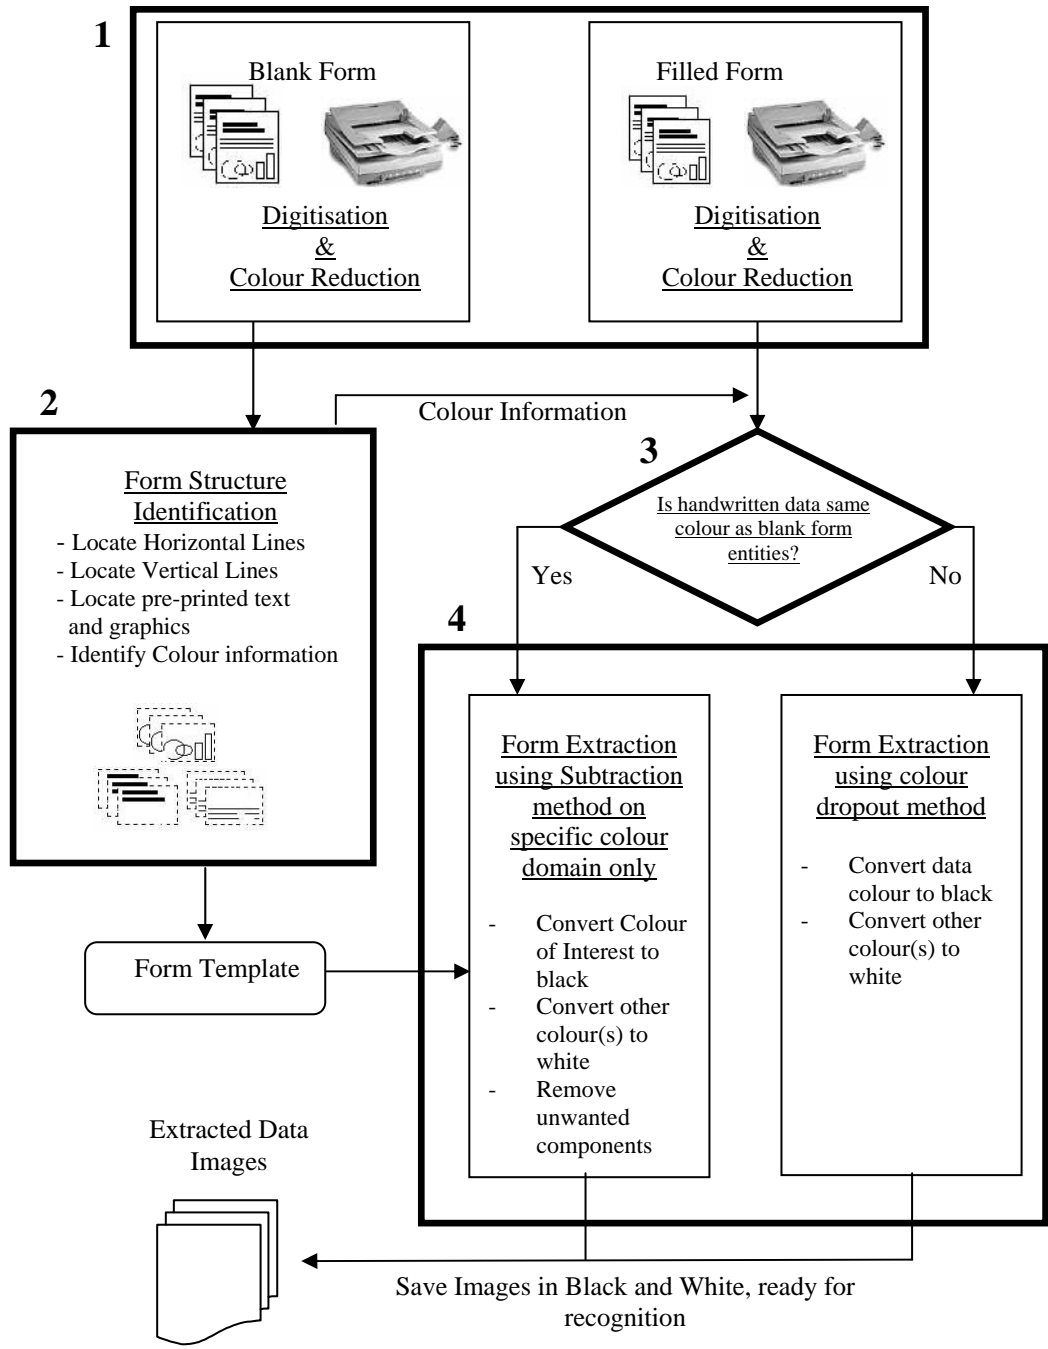 1
Blank Form
Digitisation
&
Colour Reduction
Filled Form
Digitisation
&
Colour Reduction
2
Colour Information
Form Structure
Identification
- Locate Horizontal Lines
- Locate Vertical Lines
- Locate pre-printed text
and graphics
- Identify Colour information
3
Is handwritten data same
colour as blank form
entities?
Yes
No
4
Form Extraction
using Subtraction
method on
specific colour
domain only
- Convert Colour
of Interest to
black
- Convert other
colour(s) to
white
- Remove
unwanted
components
Form Extraction
using colour
dropout method
- Convert data
colour to black
- Convert other
colour(s) to
white
Form Template
Extracted Data
Images
Save Images in Black and White, ready for
recognition